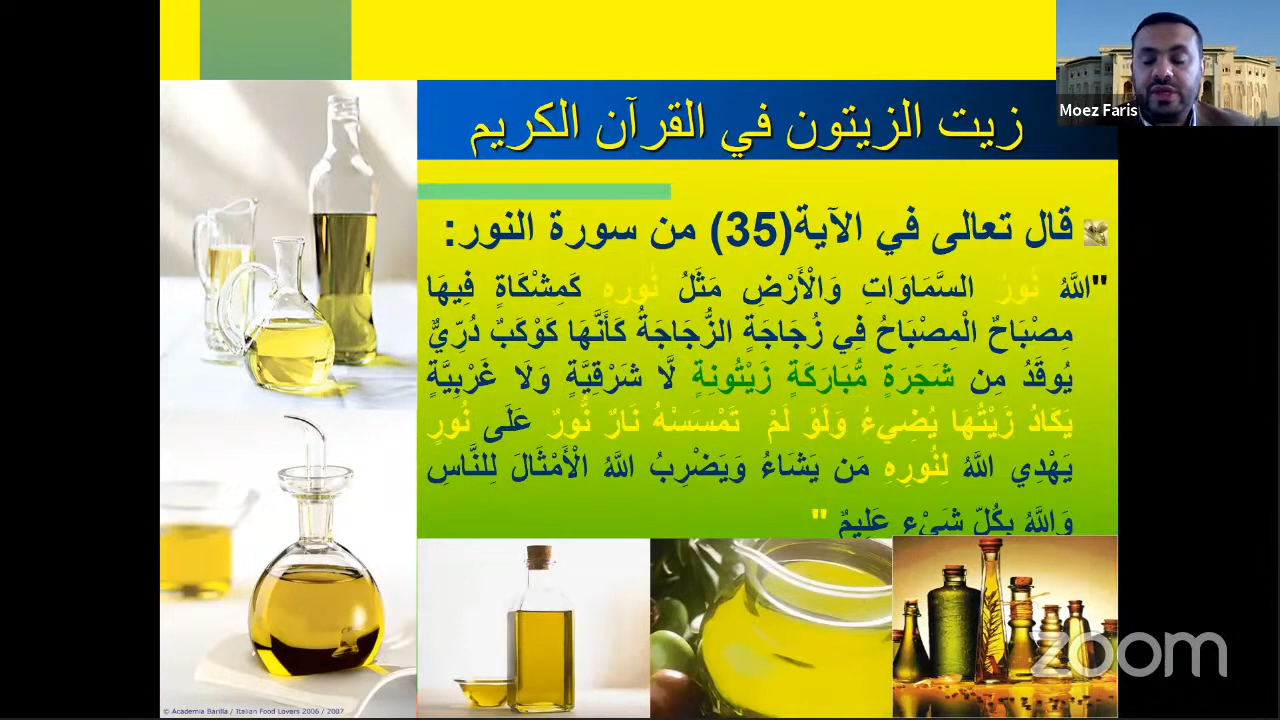 Moez Faris
زيت الزيتون في القرآن الكريم
قال تعالى في الآية(35) من سورة النور:
"اللَّهُ نُورُ السَّمَاوَاتِ وَالْأَرْضِ مَثَلُ نُورِهِ كَمِشْكَاةٍ فِيهَا
مِصْبَاحٌ الْمِصْبَاحُ فِي زُجَاجَةٍ الزُّجَاجَةُ كَأَنَّهَا كَوْكَبٌ دُرِّيٌّ
يُوقَدُ مِن شَجَرَةٍ مُّبَارَكَةٍ زَيْتُونِةٍ لَّا شَرْقِيَّةٍ وَلَا غَرْبِيَّةٍ
يَكَادُ زَيْتُهَا يُضِيءُ وَلَوْ لَمْ تَمْسَسْهُ نَارٌ نُّورٌ عَلَى نُورٍ
يَهْدِي اللَّهُ لِنُورِهِ مَن يَشَاءُ وَيَضْرِبُ اللَّهُ الْأَمْثَالَ لِلنَّاسِ
وَاللَّهُ بِكُلِّ شَيْءٍ عَلِيمٌ "
zoom
© Academia Barilla / Italian Food Lovers 2006 / 2007